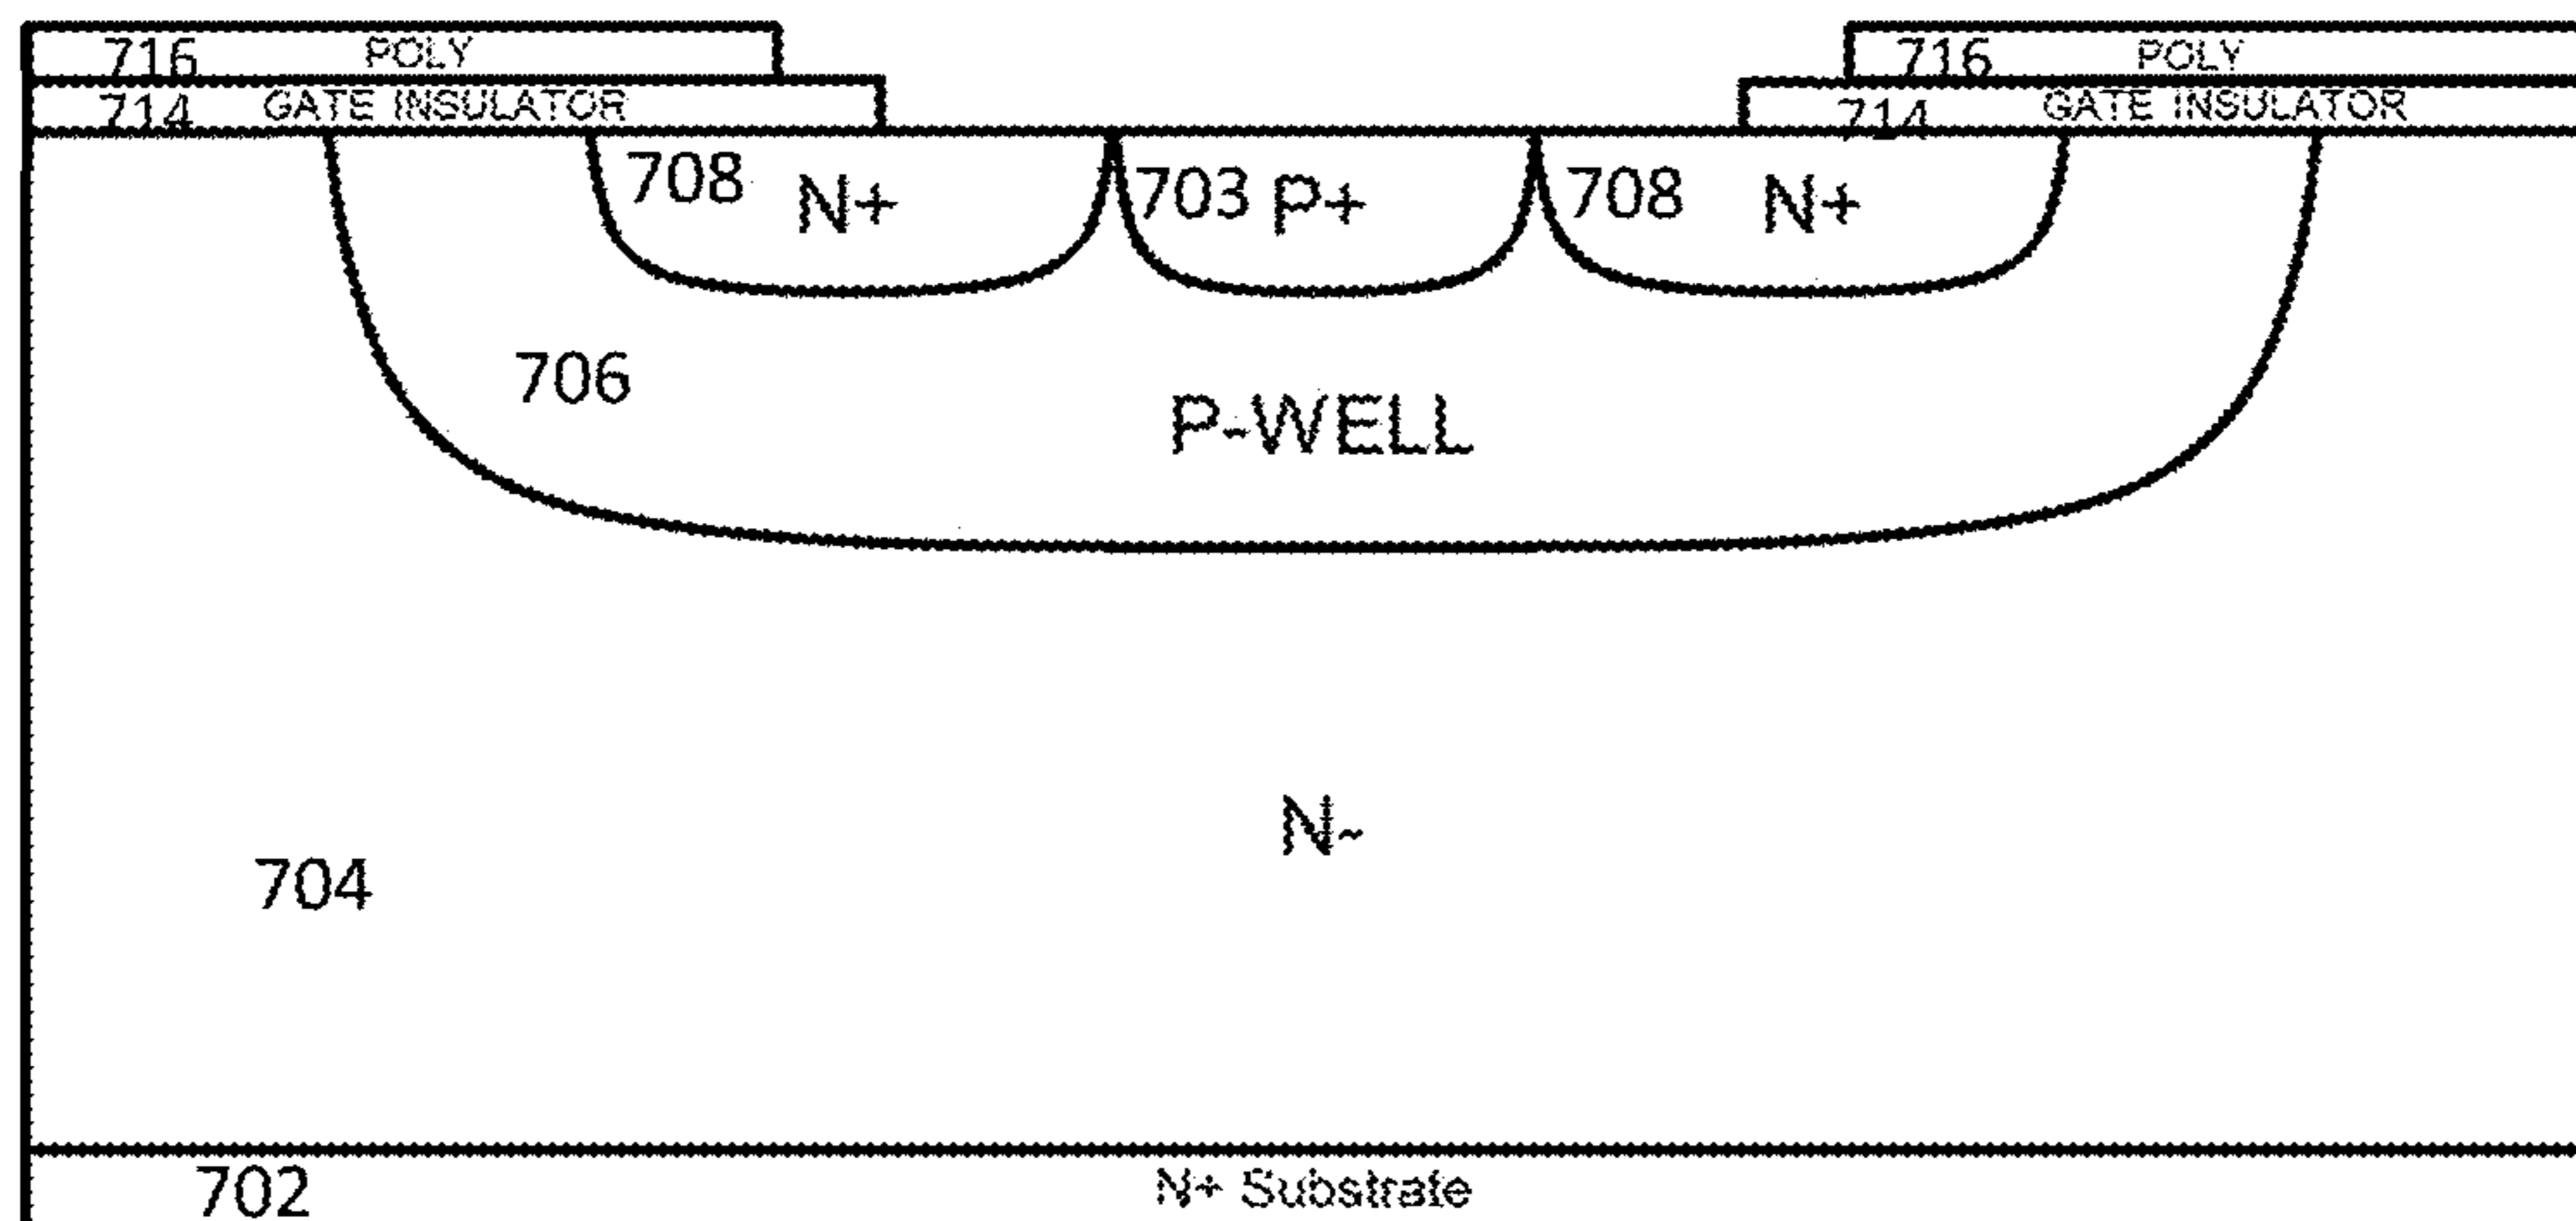 716 POLY 716 POLY
714 GATE INSULATOR 714 GATE INSULATOR
708 N+ 703 P+ 708 N+
706
P-WELL
N-
704
702 N+ Substrate